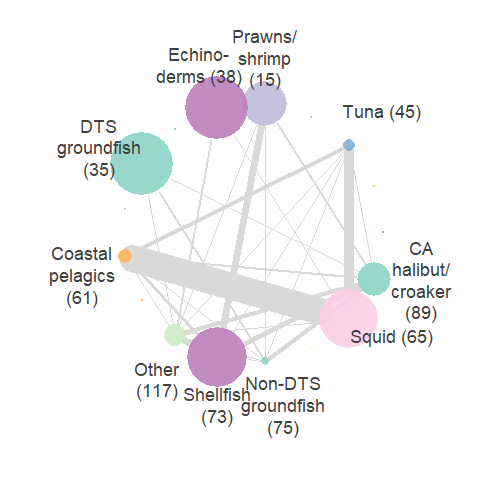 Prawns/
shrimp
(15)
Echino-
derms (38)
Tuna (45)
DTS
groundfish
(35)
CA
halibut/
croaker
(89)
Coastal
pelagics
(61)
Squid (65)
Other
(117)
Shellfish
(73)
Non-DTS
groundfish
(75)